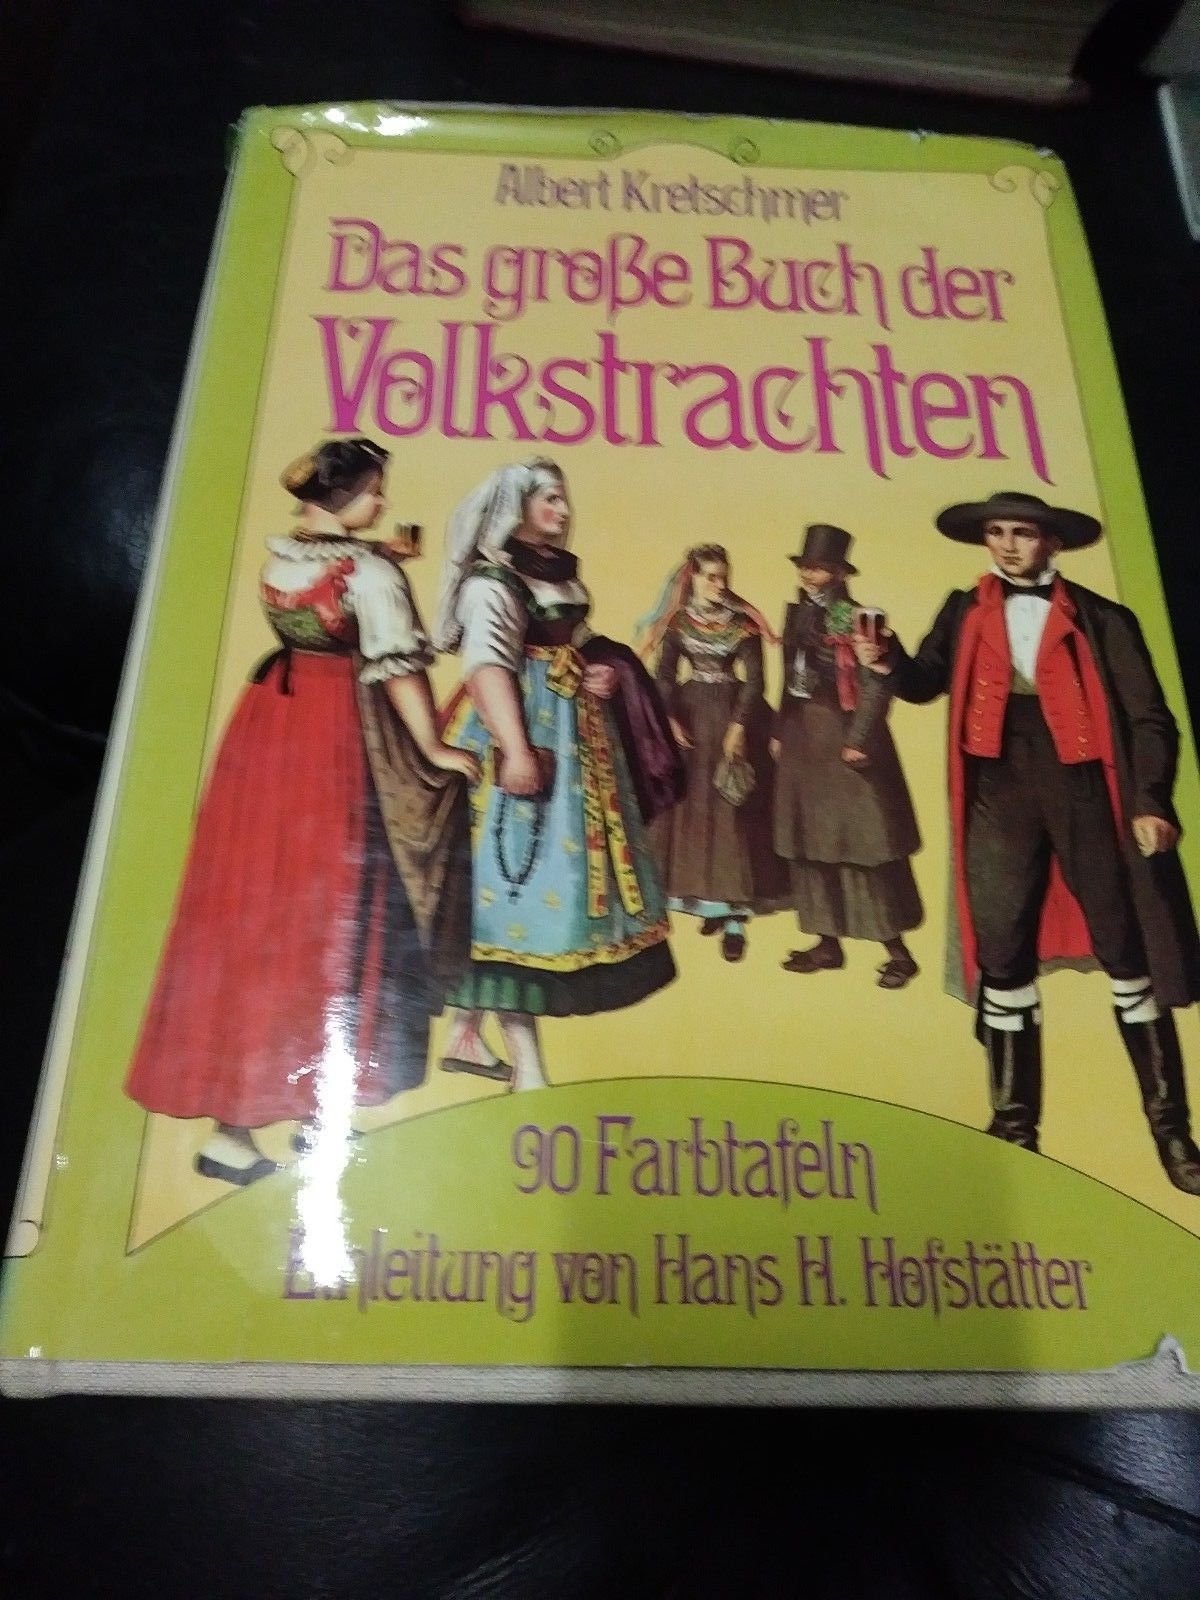 Albert Kretschmer
Das große Buch der
Volkstrachten
90 Farbtafeln
Einleitung von Hans H. Hofstätter